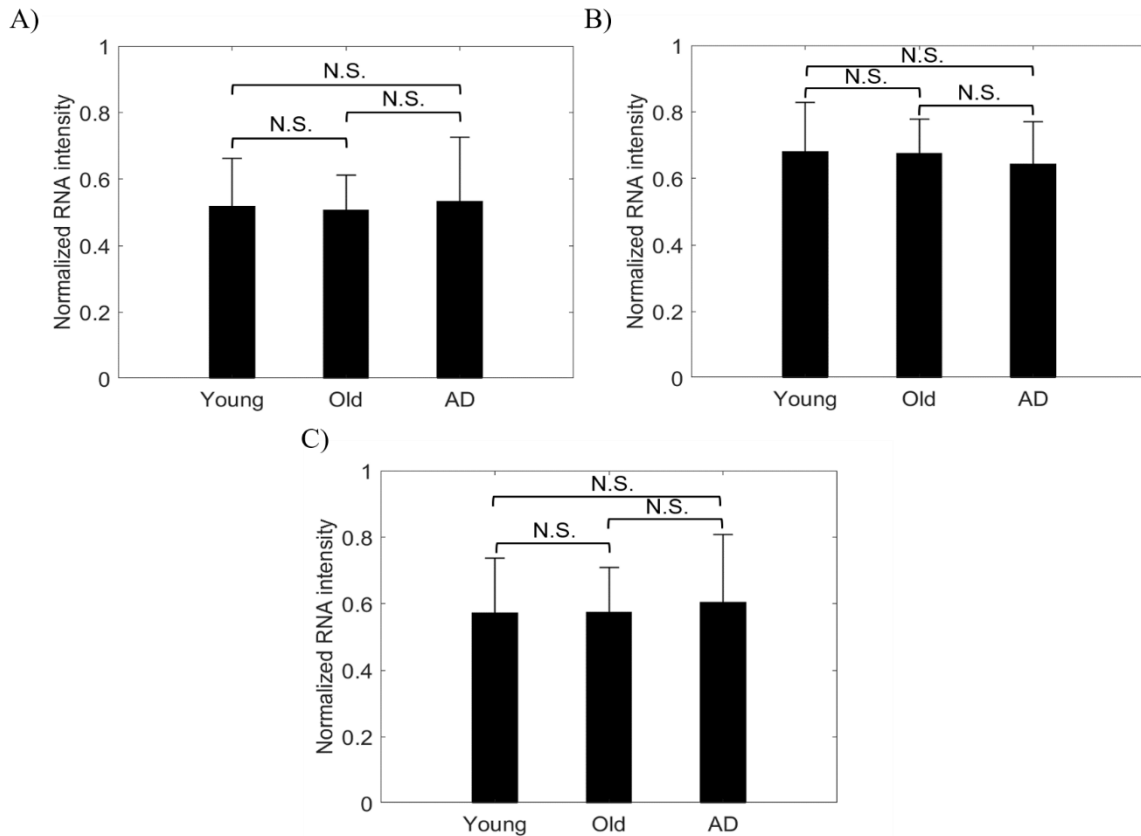 A)
Normalized RNA intensity
1
0.8
0.6
0.4
0.2
0
N.S.
N.S.
N.S.
Young Old AD
B)
Normalized RNA intensity
1
0.8
0.6
0.4
0.2
0
N.S.
N.S. N.S.
Young Old AD
C)
Normalized RNA intensity
1
0.8
0.6
0.4
0.2
0
N.S.
N.S.
N.S.
Young Old AD